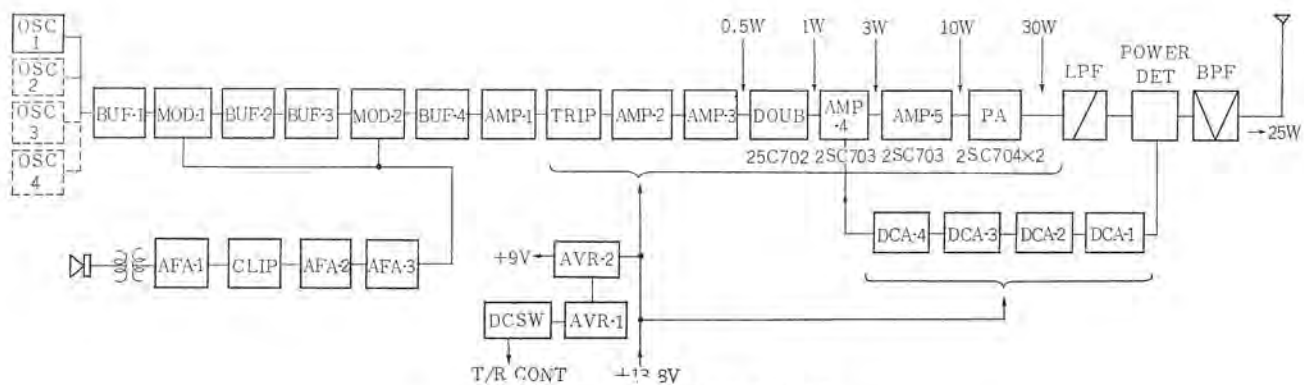 OSC
1
OSC
2
OSC
3
OSC
4
BUF-1
MOD-1
BUF-2
BUF-3
MOD-2
BUF-4
AMP-1
TRIP
AMP-2
AMP-3
0.5W
DOUB
25C702
1W
AMP
-4
2SC703
3W
AMP-5
2SC703
10W
PA
2SC704×2
30W
LPF
POWER
DET
BPF
→25W
AFA-1
CLIP
AFA-2
AFA-3
DCA-4
DCA-3
DCA-2
DCA-1
+9V
AVR-2
DCSW
AVR-1
T/R CONT
+13.8V